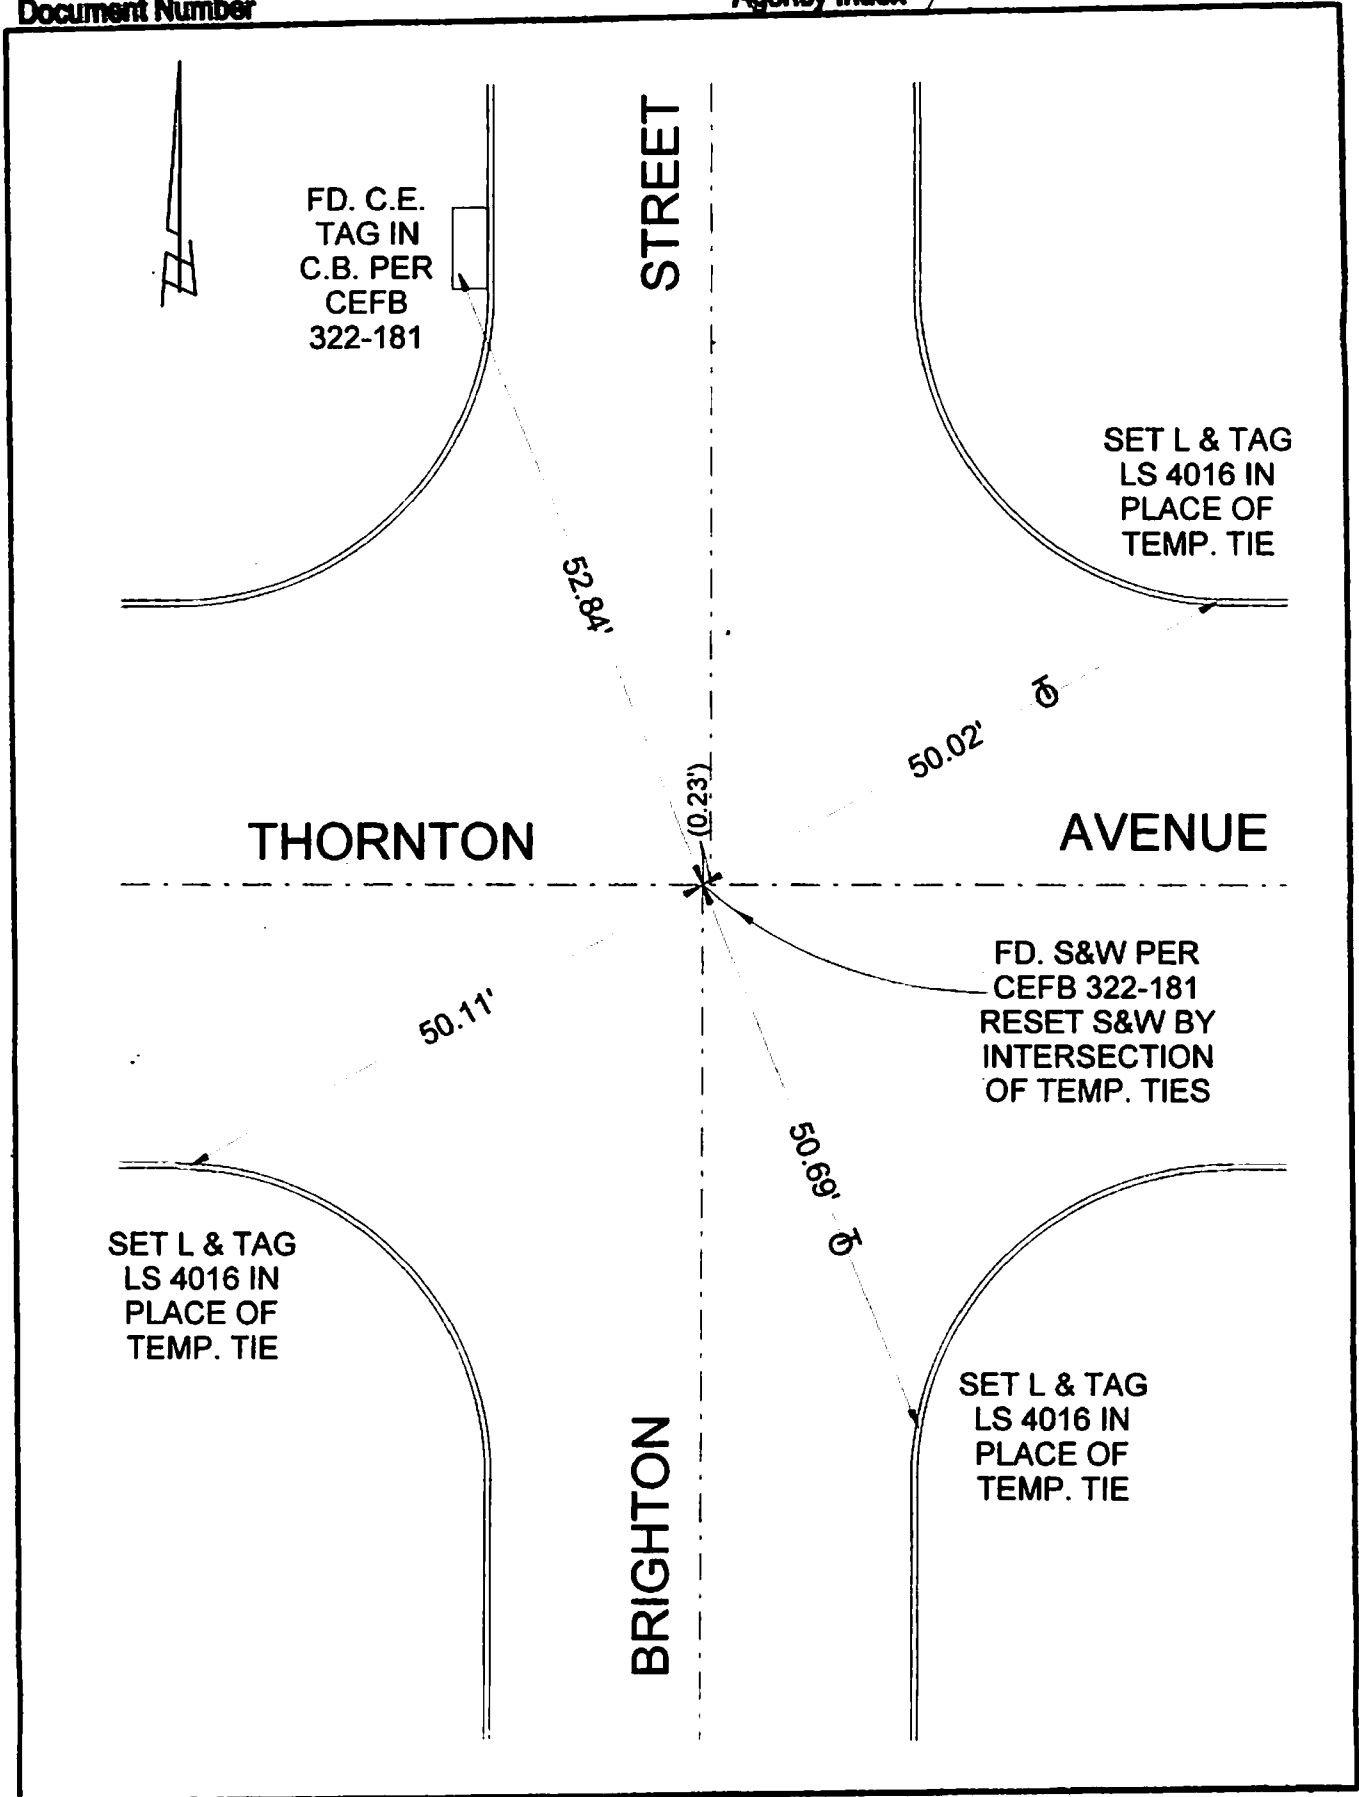 Document Number
Agency Index
STREET
FD. C.E.
TAG IN
C.B. PER
CEFB
322-181
SET L & TAG
LS 4016 IN
PLACE OF
TEMP. TIE
52.84'
50.02'
(0.23')
THORNTON
AVENUE
FD. S&W PER
CEFB 322-181
RESET S&W BY
INTERSECTION
OF TEMP. TIES
50.11'
50.69'
SET L & TAG
LS 4016 IN
PLACE OF
TEMP. TIE
SET L & TAG
LS 4016 IN
PLACE OF
TEMP. TIE
BRIGHTON